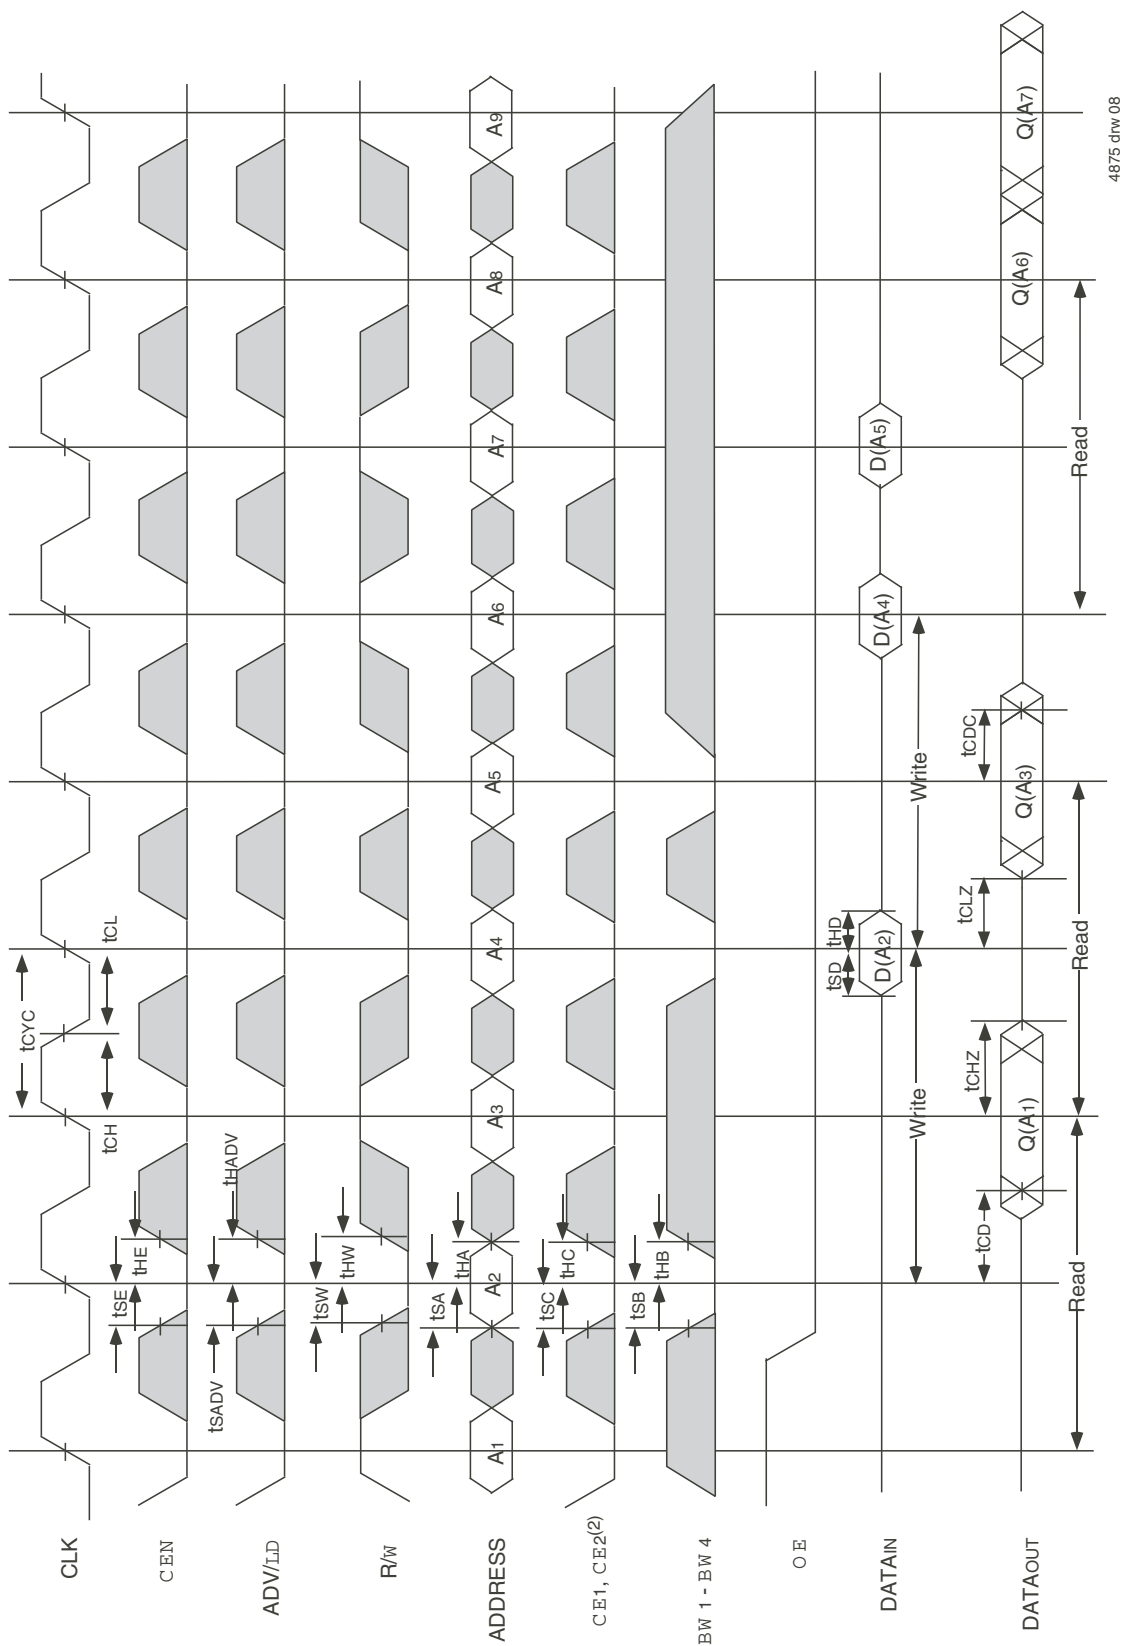 CLK
tCYC
tCH
tCL
CEN
tSE
tHE
ADV/LD
tSADV
tHADV
R/W
tSW
tHW
ADDRESS
A1
A2
A3
A4
A5
A6
A7
A8
A9
tSA
tHA
CE1, CE2(2)
tSC
tHC
BW1 - BW4
tSB
tHB
OE
DATAIN
tSD
tHD
D(A2)
D(A4)
D(A5)
Write
Write
DATAOUT
tCD
tCHZ
tCLZ
tCDC
Q(A1)
Q(A3)
Q(A6)
Q(A7)
Read
Read
Read
4875 drw 08